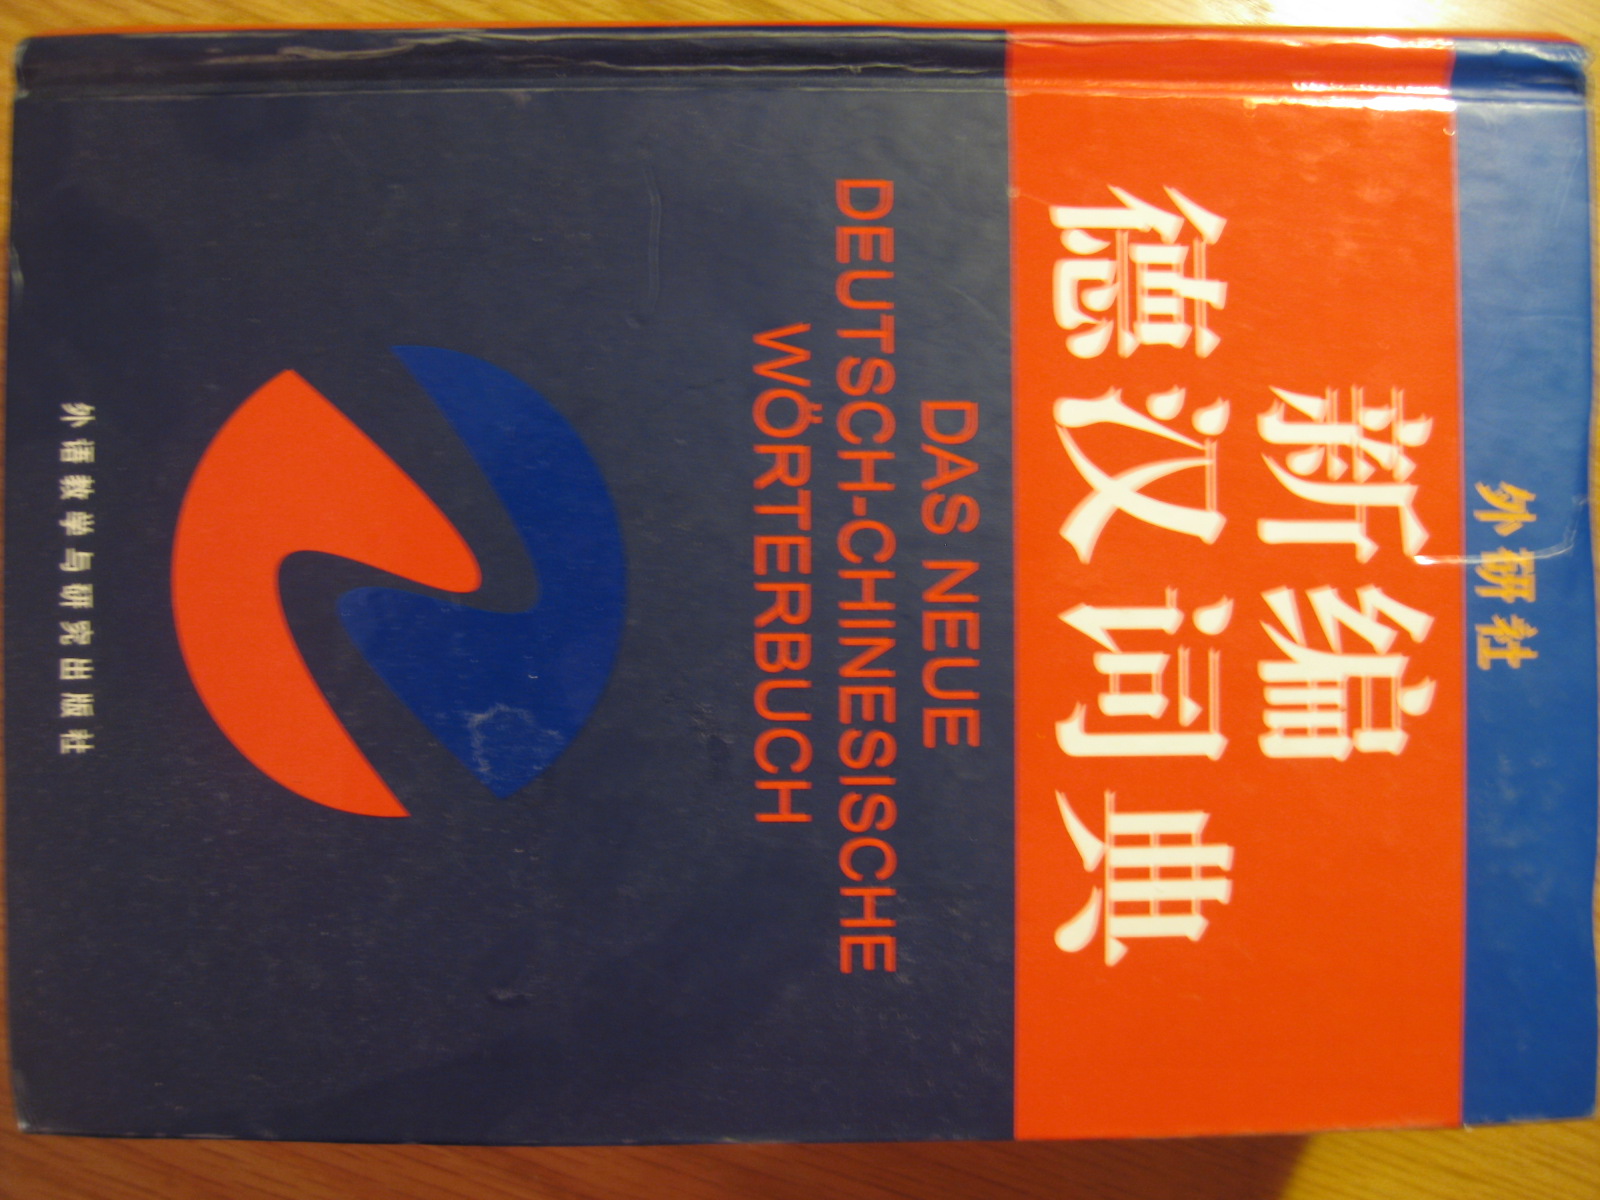 外研社
新编
德汉词典
DAS NEUE
DEUTSCH-CHINESISCHE
WÖRTERBUCH
外语教学与研究出版社